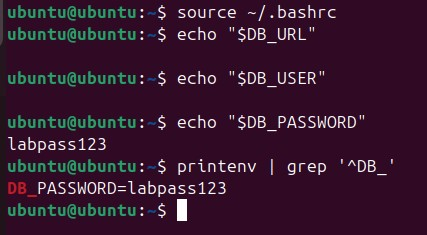 ubuntu@ubuntu:~$ source ~/.bashrc
ubuntu@ubuntu:~$ echo "$DB_URL"
ubuntu@ubuntu:~$ echo "$DB_USER"
ubuntu@ubuntu:~$ echo "$DB_PASSWORD"
labpass123
ubuntu@ubuntu:~$ printenv | grep '^DB_'
DB_PASSWORD=labpass123
ubuntu@ubuntu:~$